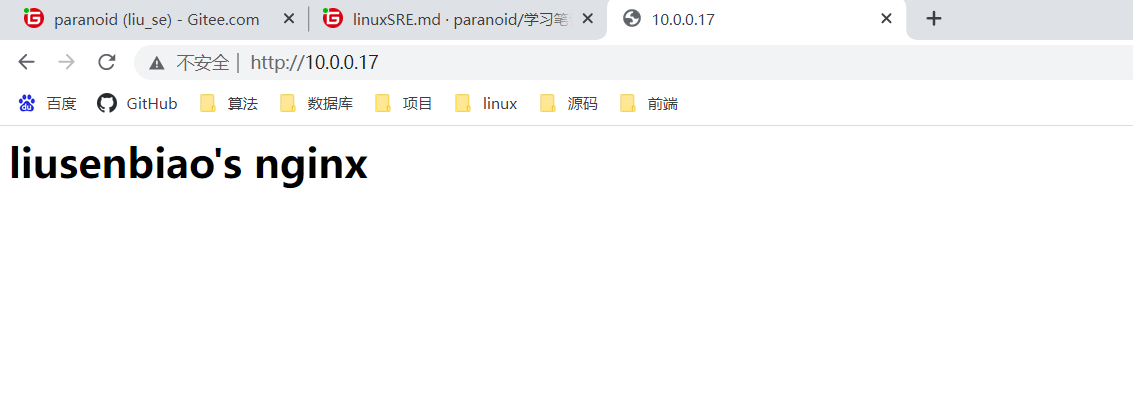 paranoid (liu_se) - Gitee.com
linuxSRE.md · paranoid/学习笔
10.0.0.17
不安全 | http://10.0.0.17
百度 GitHub 算法 数据库 项目 linux 源码 前端
liusenbiao's nginx